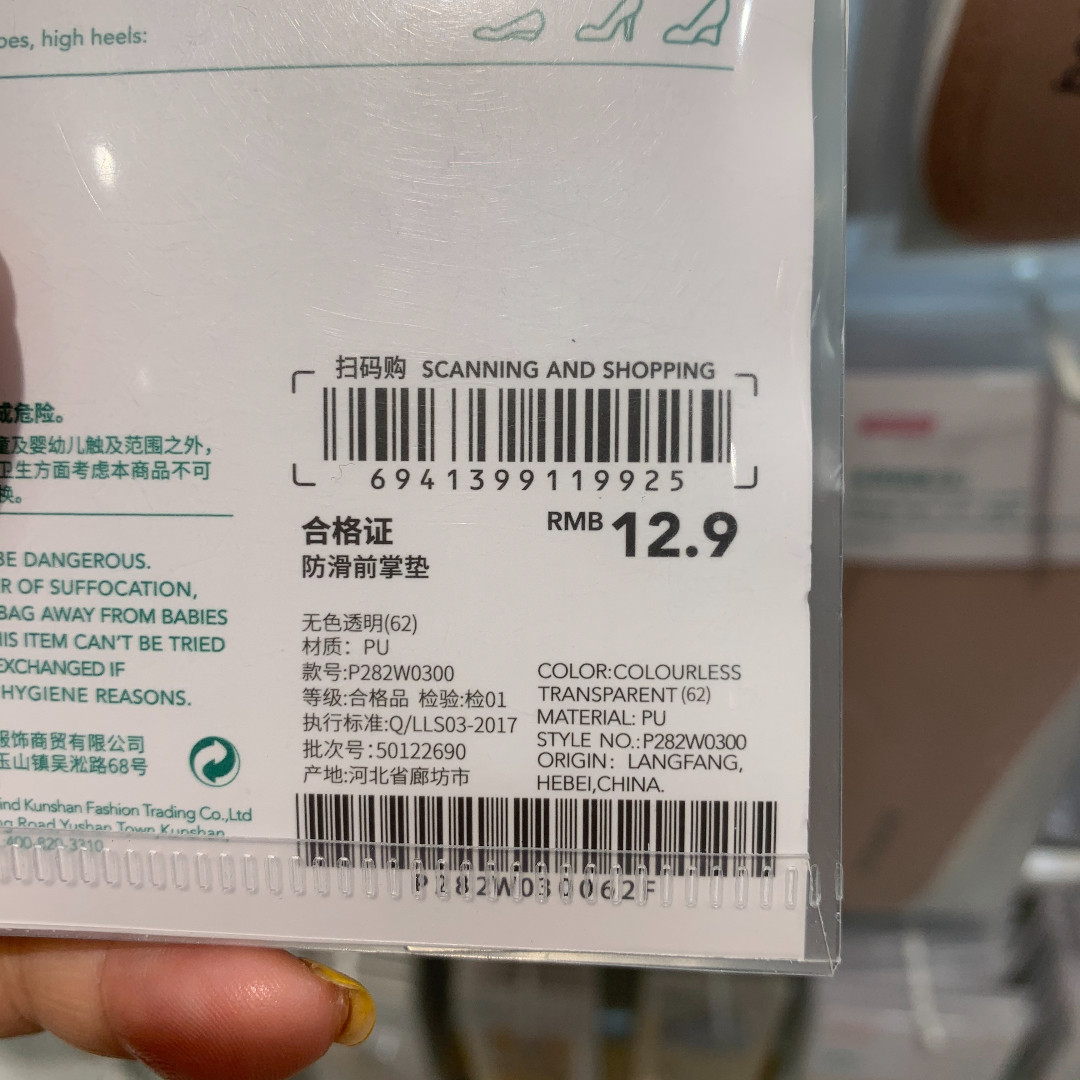 oes, high heels:
扫码购 SCANNING AND SHOPPING
6941399119925
成危险。
童及婴幼儿触及范围之外，
卫生方面考虑本商品不可
换。
合格证
RMB 12.9
防滑前掌垫
BE DANGEROUS.
R OF SUFFOCATION,
BAG AWAY FROM BABIES
IS ITEM CAN'T BE TRIED
EXCHANGED IF
HYGIENE REASONS.
服饰商贸有限公司
玉山镇吴淞路68号
ind Kunshan Fashion Trading Co.,Ltd
ng Road Yushan Town Kunshan,
400-820-3310
无色透明(62)
材质：PU
款号:P282W0300
等级:合格品 检验:检01
执行标准:Q/LLS03-2017
批次号:50122690
产地:河北省廊坊市
COLOR:COLOURLESS
TRANSPARENT (62)
MATERIAL: PU
STYLE NO.:P282W0300
ORIGIN: LANGFANG,
HEBEI,CHINA.
P282W030062F